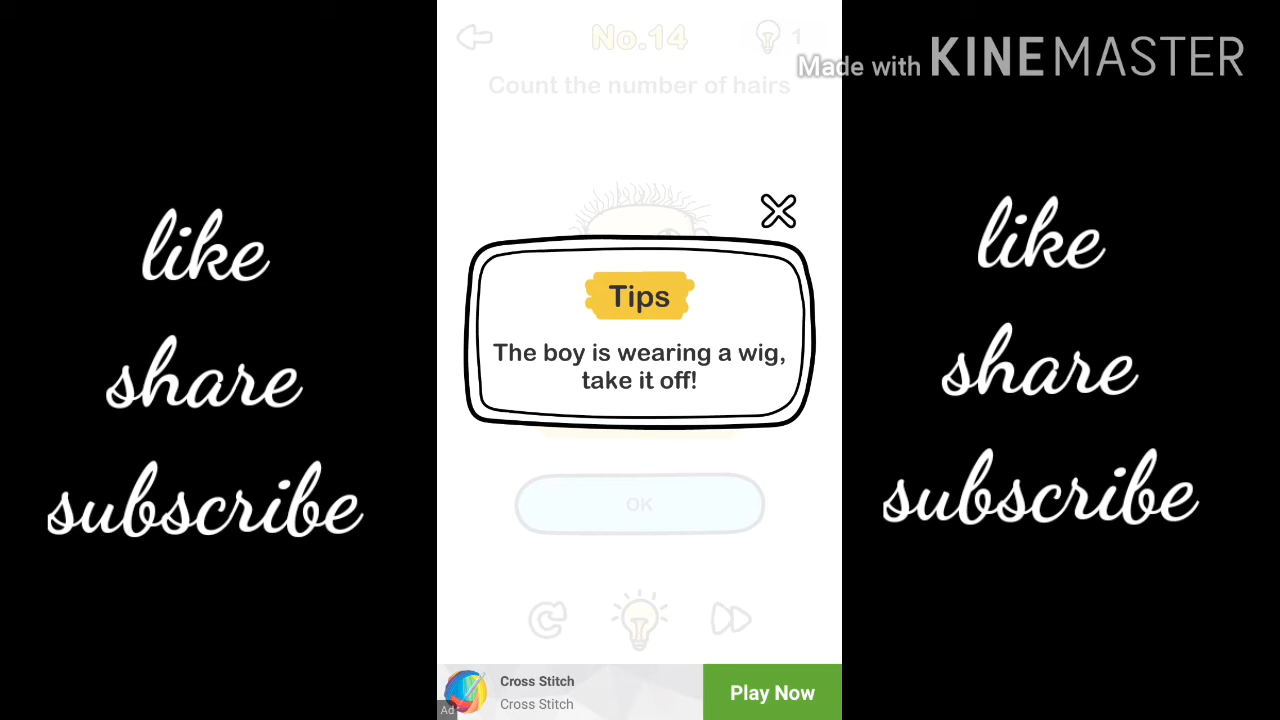 No.14
1
Made with KINEMASTER
Count the number of hairs
like
share
subscribe
Tips
The boy is wearing a wig,
take it off!
OK
like
share
subscribe
Cross Stitch
Cross Stitch
Ad
Play Now